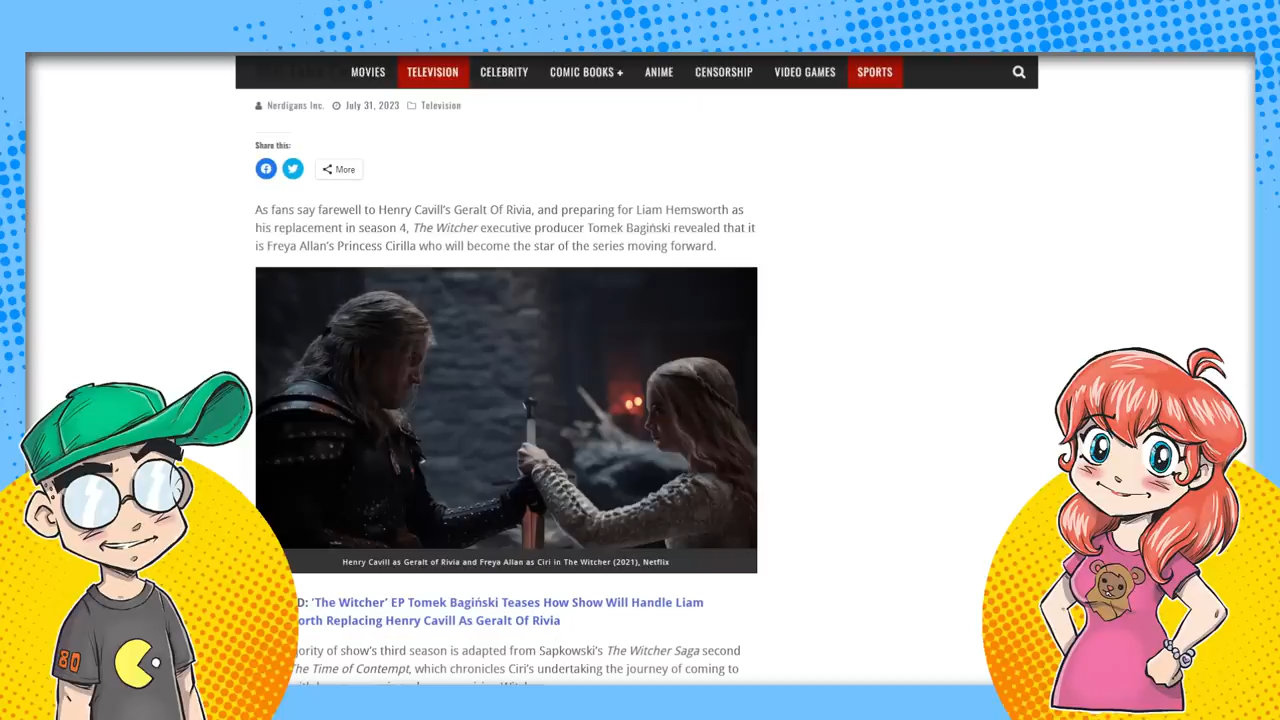 MOVIES TELEVISION CELEBRITY COMIC BOOKS + ANIME CENSORSHIP VIDEO GAMES SPORTS
Nerdigans Inc. July 31, 2023 Television
Share this:
More
As fans say farewell to Henry Cavill's Geralt Of Rivia, and preparing for Liam Hemsworth as
his replacement in season 4, The Witcher executive producer Tomek Bagiński revealed that it
is Freya Allan's Princess Cirilla who will become the star of the series moving forward.
Henry Cavill as Geralt of Rivia and Freya Allan as Ciri in The Witcher (2021), Netflix
D: 'The Witcher' EP Tomek Bagiński Teases How Show Will Handle Liam
orth Replacing Henry Cavill As Geralt Of Rivia
ority of show's third season is adapted from Sapkowski's The Witcher Saga second
he Time of Contempt, which chronicles Ciri's undertaking the journey of coming to
80